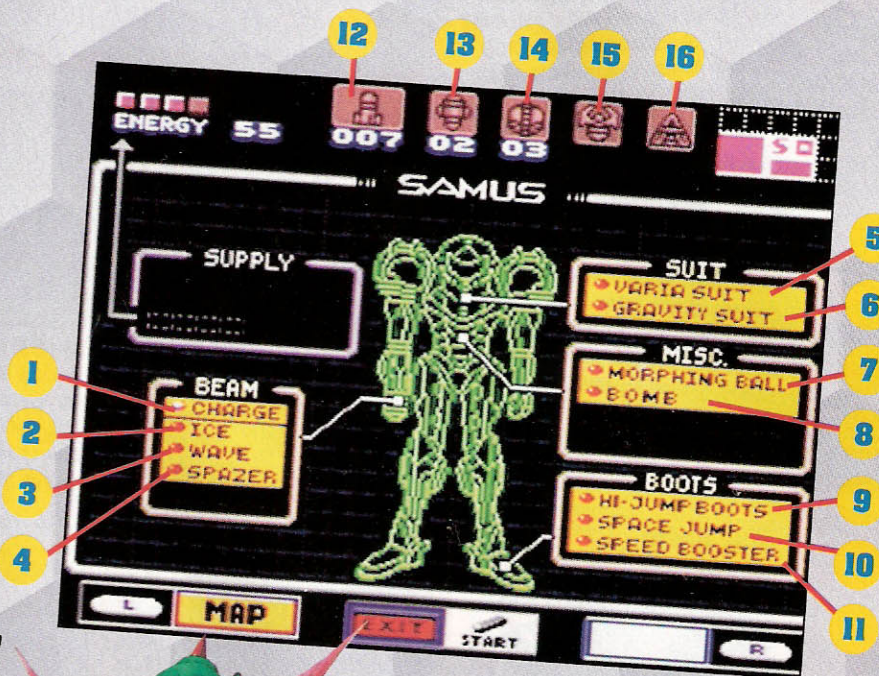 12 13 14 15 16
ENERGY 55 007 02 03
SAMUS
SUPPLY
SUIT
VARIA SUIT 5
GRAVITY SUIT 6
MISC.
MORPHING BALL 7
BOMB 8
BEAM
1 CHARGE
2 ICE
3 WAVE
4 SPAZER
BOOTS
HI-JUMP BOOTS 9
SPACE JUMP 10
SPEED BOOSTER 11
L MAP EXIT START R